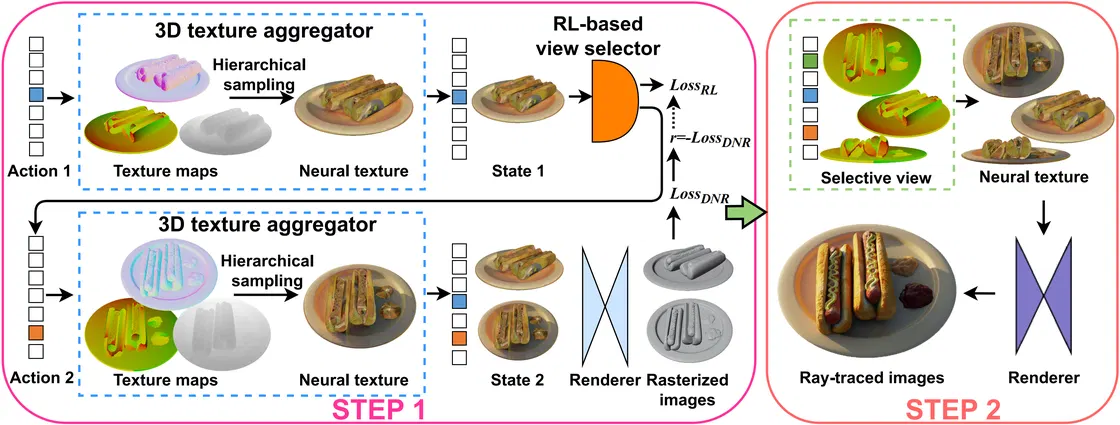 3D texture aggregator
RL-based
view selector
Hierarchical
sampling
Loss_RL
r=-Loss_DNR
Action 1
Texture maps
Neural texture
State 1
Loss_DNR
3D texture aggregator
Hierarchical
sampling
Action 2
Texture maps
Neural texture
State 2
Renderer
Rasterized
images
STEP 1
Selective view
Neural texture
Ray-traced images
Renderer
STEP 2